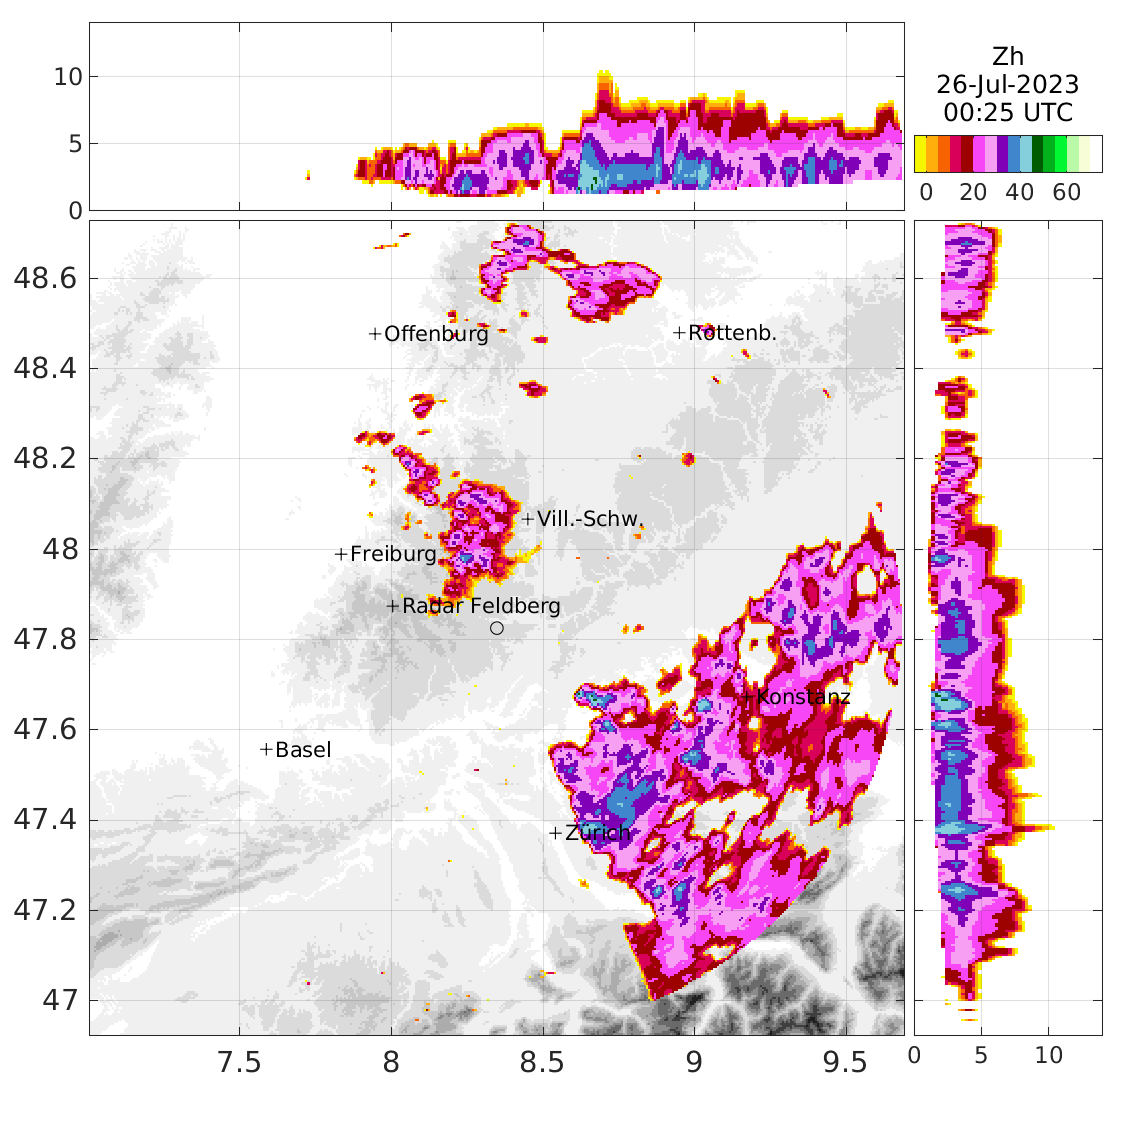 10
5
0
Zh
26-Jul-2023
00:25 UTC
0 20 40 60
48.6
48.4
48.2
48
47.8
47.6
47.4
47.2
47
+Offenburg
+Rottenb.
+Vill.-Schw.
+Freiburg
+Radar Feldberg
+Konstanz
+Basel
+Zürich
7.5 8 8.5 9 9.5
0 5 10